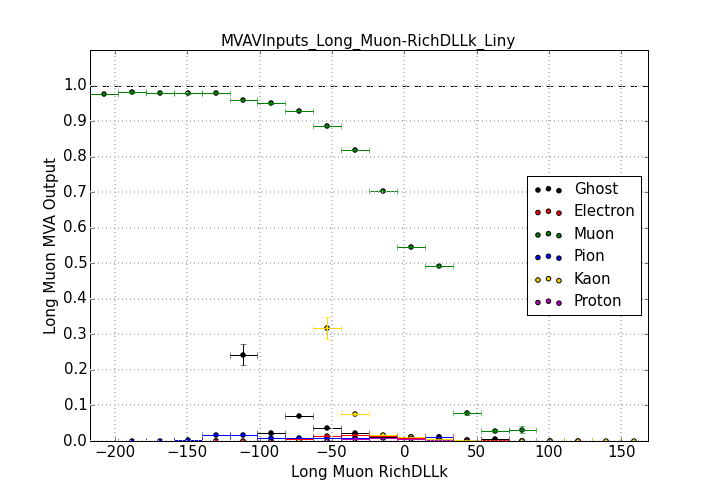 MVAVInputs_Long_Muon-RichDLLk_Liny
Long Muon MVA Output
1.0
0.9
0.8
0.7
0.6
0.5
0.4
0.3
0.2
0.1
0.0
Ghost
Electron
Muon
Pion
Kaon
Proton
−200 −150 −100 −50 0 50 100 150
Long Muon RichDLLk